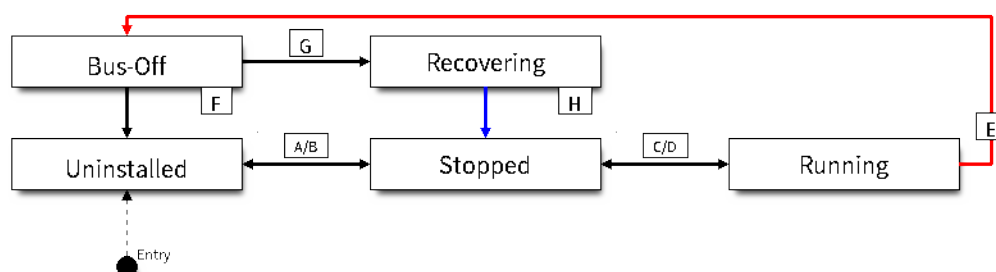 G
Bus-Off
Recovering
F
H
E
A/B
C/D
Uninstalled
Stopped
Running
Entry